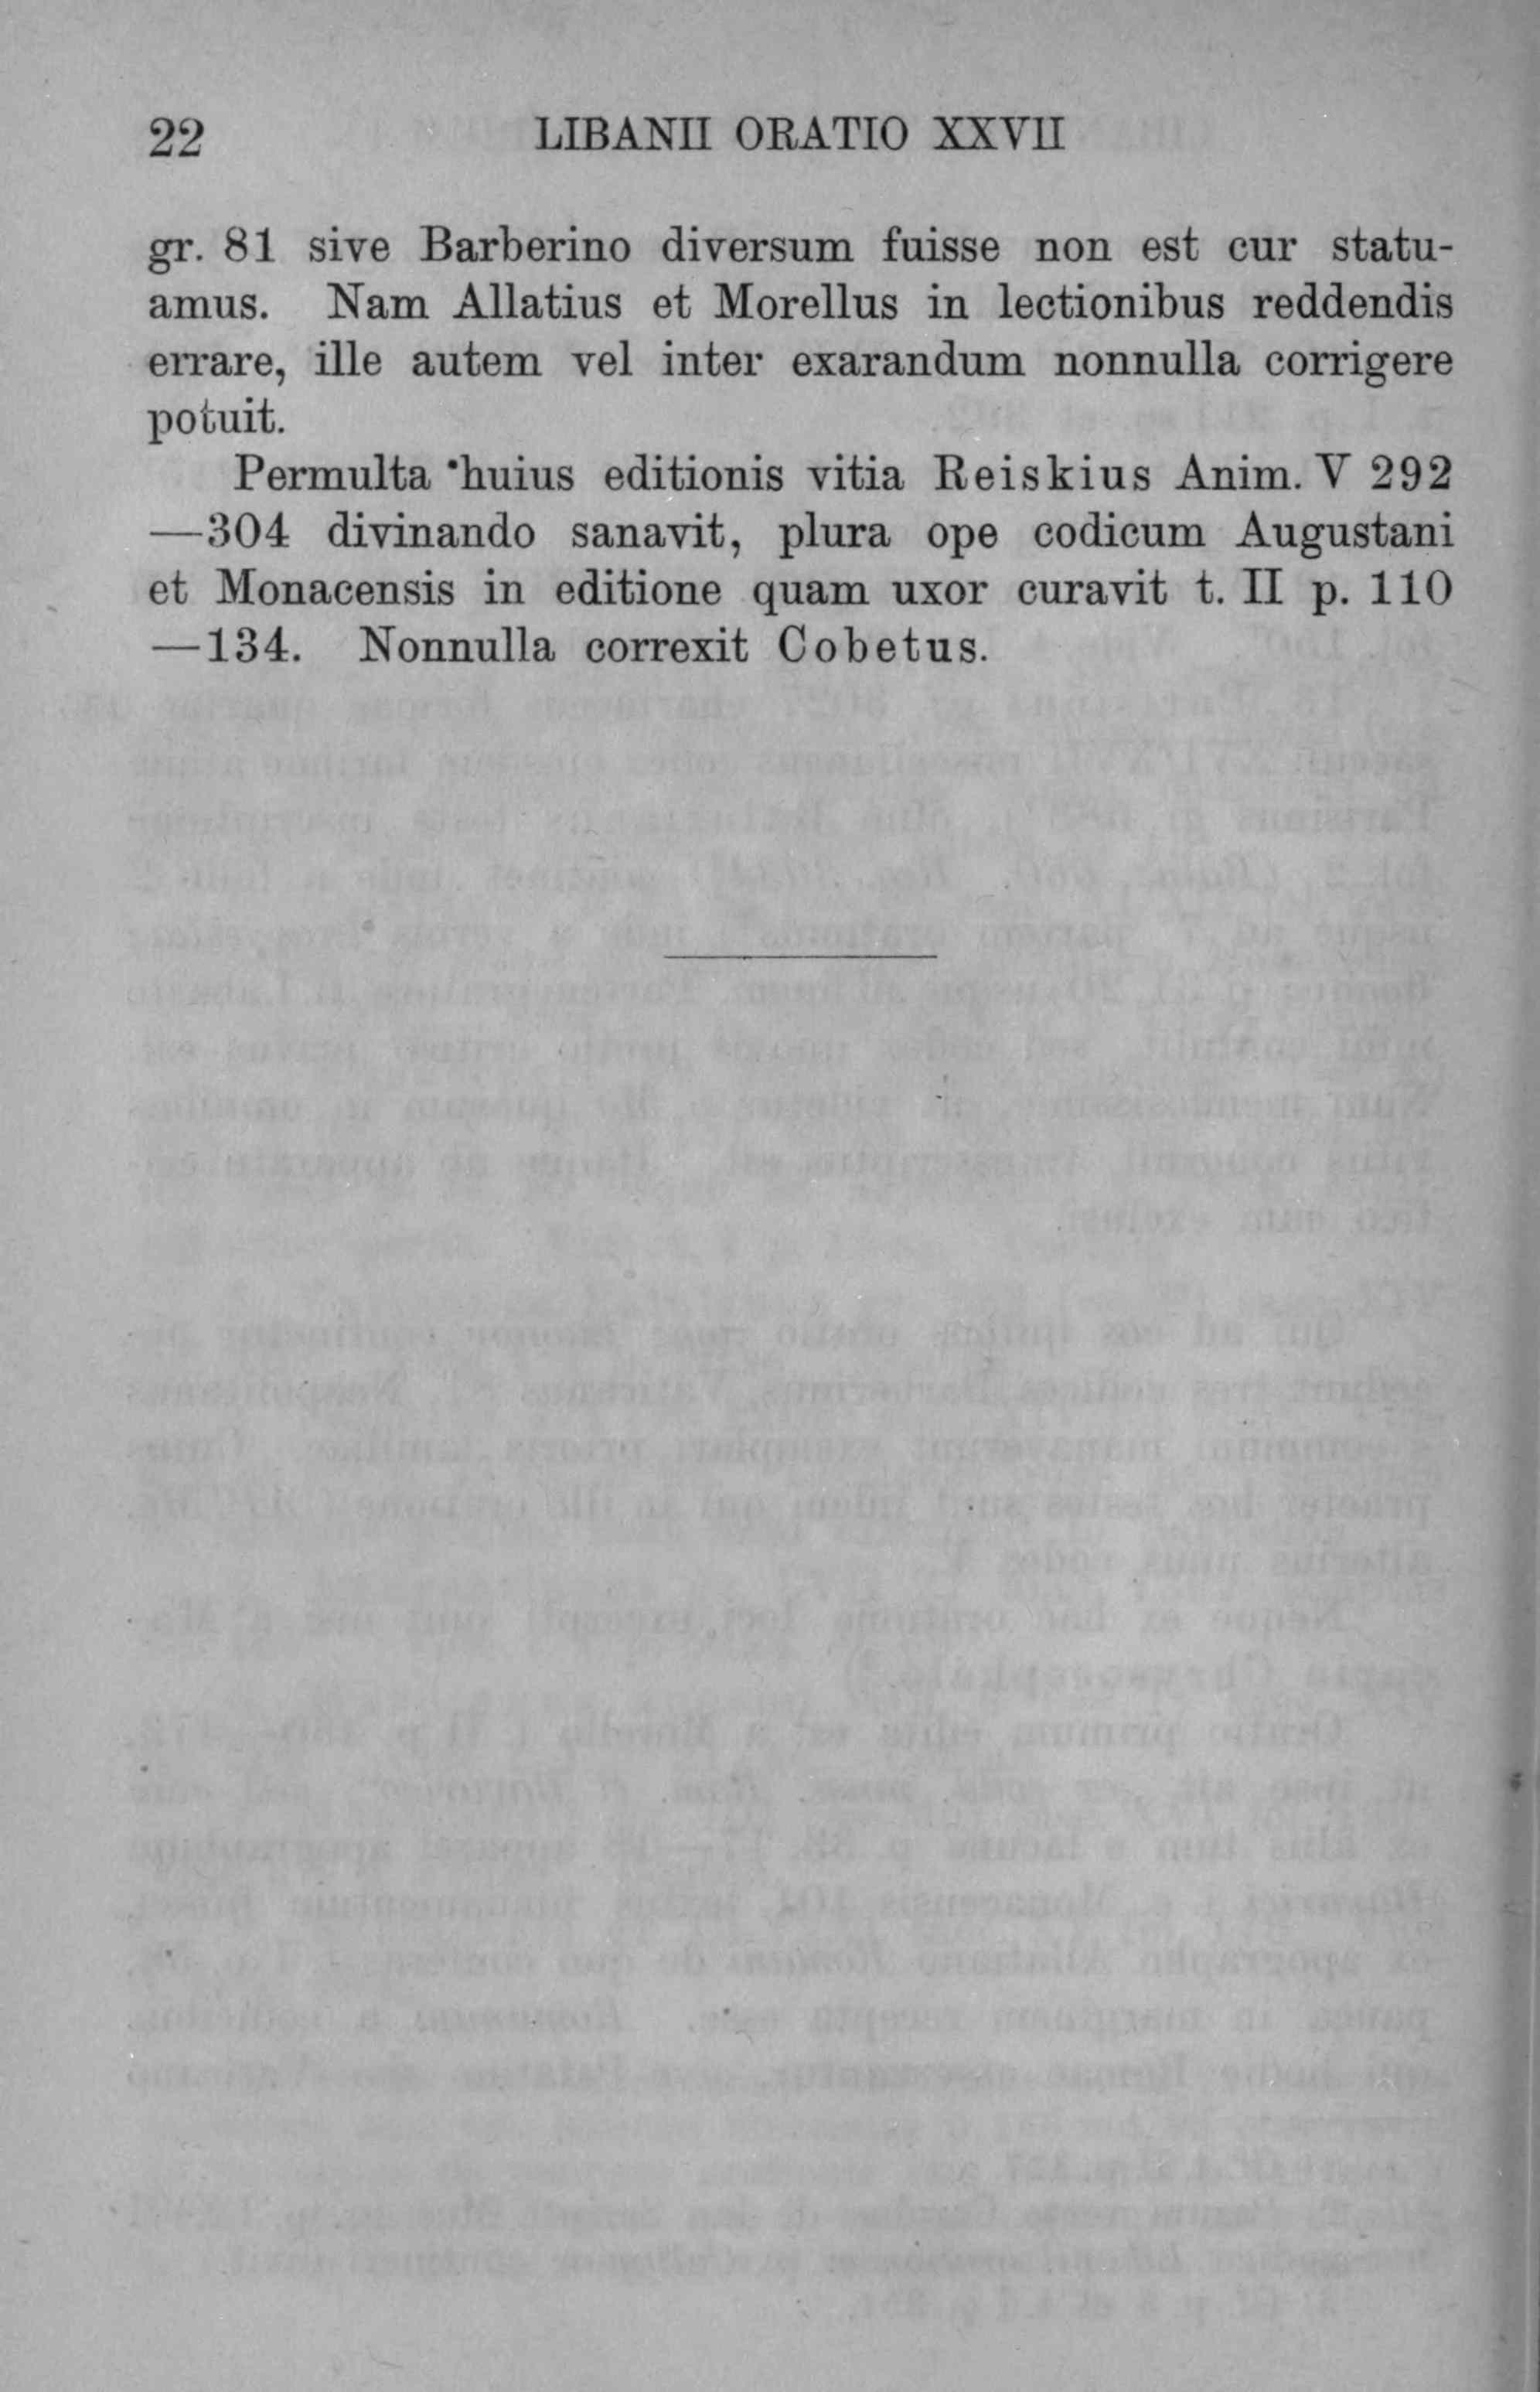 22 LIBANII ORATIO XXVII
gr. 81 sive Barberino diversum fuisse non est cur statu-
amus. Nam Allatius et Morellus in lectionibus reddendis
errare, ille autem vel inter exarandum nonnulla corrigere
potuit.
Permulta huius editionis vitia Reiskius Anim. V 292
—304 divinando sanavit, plura ope codicum Augustani
et Monacensis in editione quam uxor curavit t. II p. 110
—134. Nonnulla correxit Cobetus.